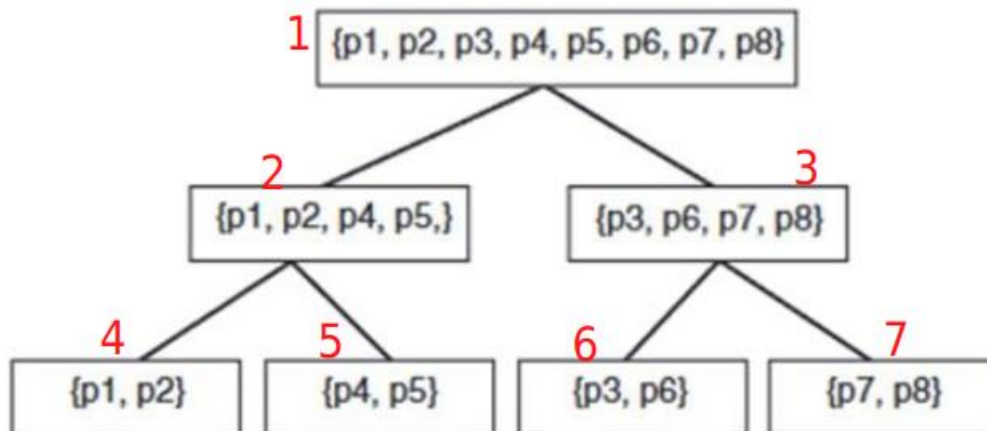 1 {p1, p2, p3, p4, p5, p6, p7, p8}
2 3
{p1, p2, p4, p5,} {p3, p6, p7, p8}
4 5 6 7
{p1, p2} {p4, p5} {p3, p6} {p7, p8}